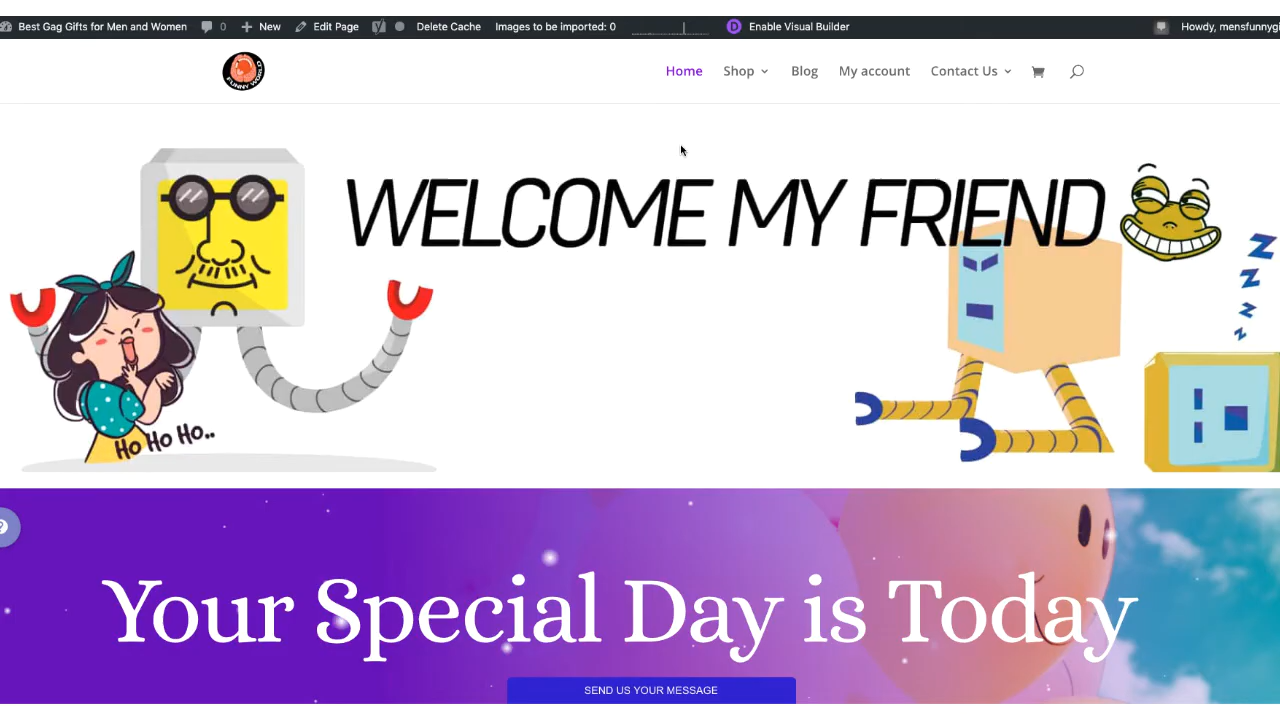 Best Gag Gifts for Men and Women 0 New Edit Page Delete Cache Images to be imported: 0 D Enable Visual Builder Howdy, mensfunnygi
FUNNY WORLD
Home Shop Blog My account Contact Us
WELCOME MY FRIEND
Z
Z
Z
Z
Ho Ho Ho..
?
Your Special Day is Today
SEND US YOUR MESSAGE